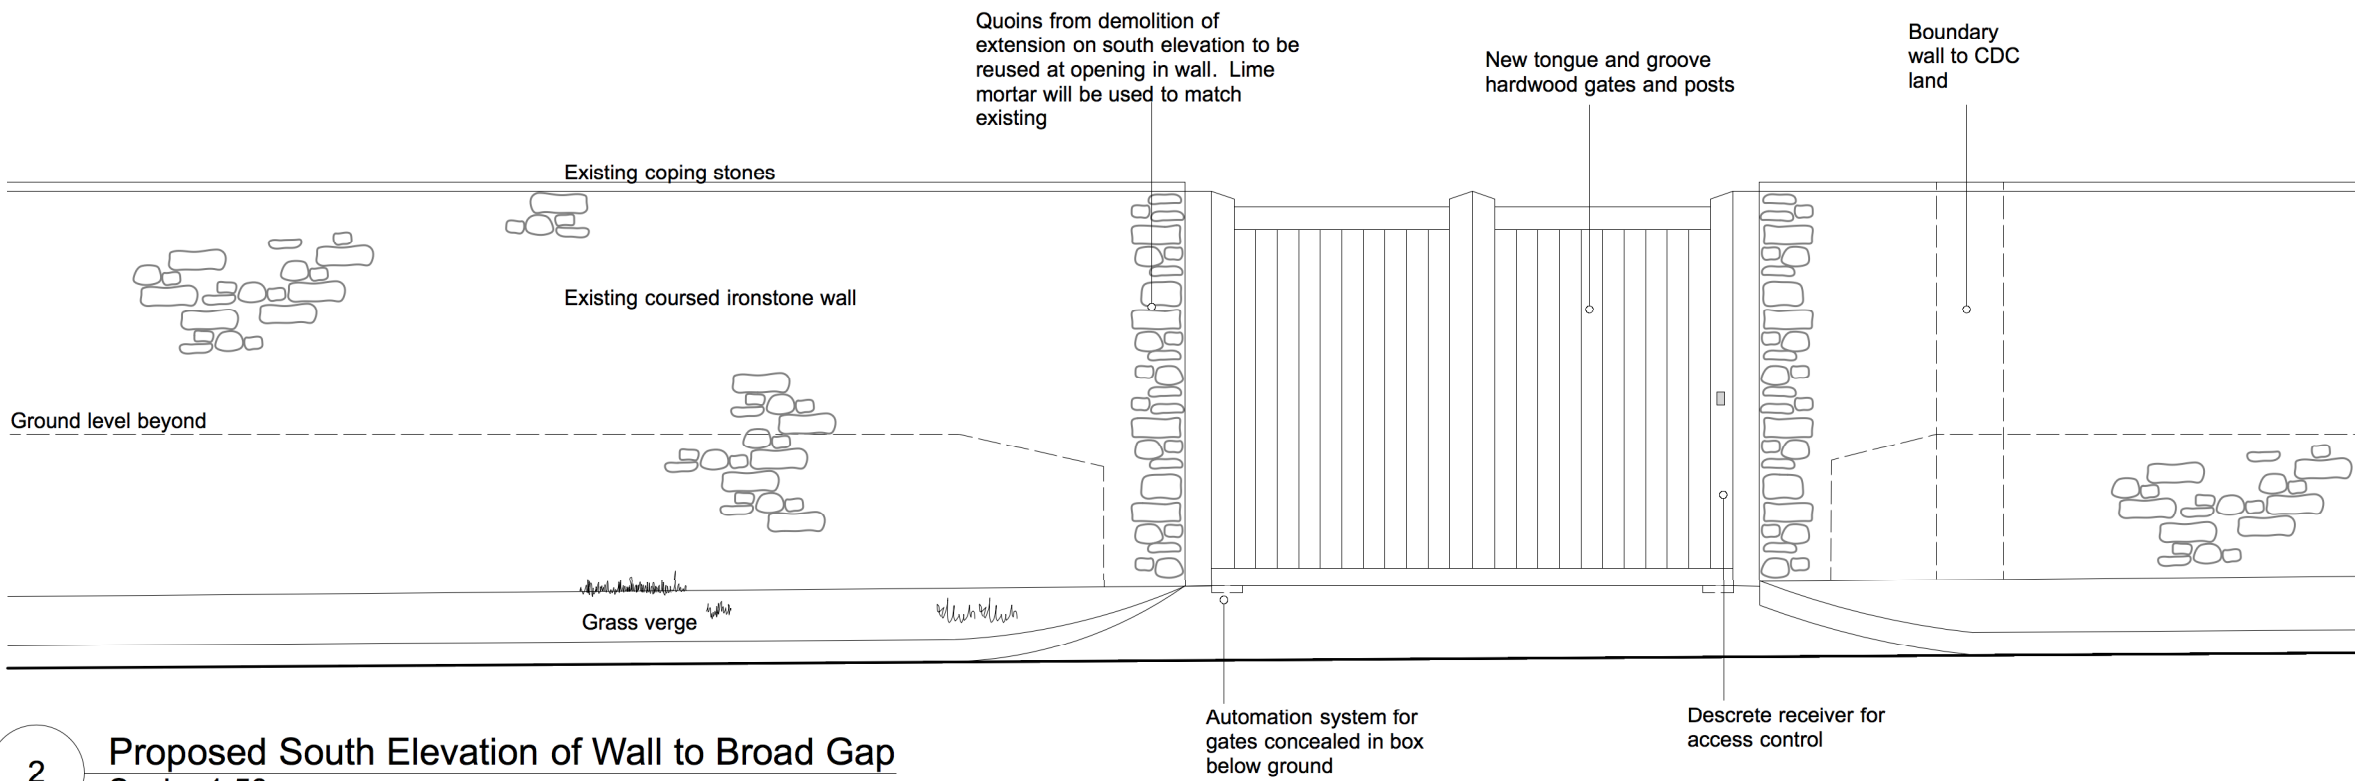 Quoins from demolition of
extension on south elevation to be
reused at opening in wall. Lime
mortar will be used to match
existing
New tongue and groove
hardwood gates and posts
Boundary
wall to CDC
land
Existing coping stones
Existing coursed ironstone wall
Ground level beyond
Grass verge
Automation system for
gates concealed in box
below ground
Descrete receiver for
access control
2
Proposed South Elevation of Wall to Broad Gap